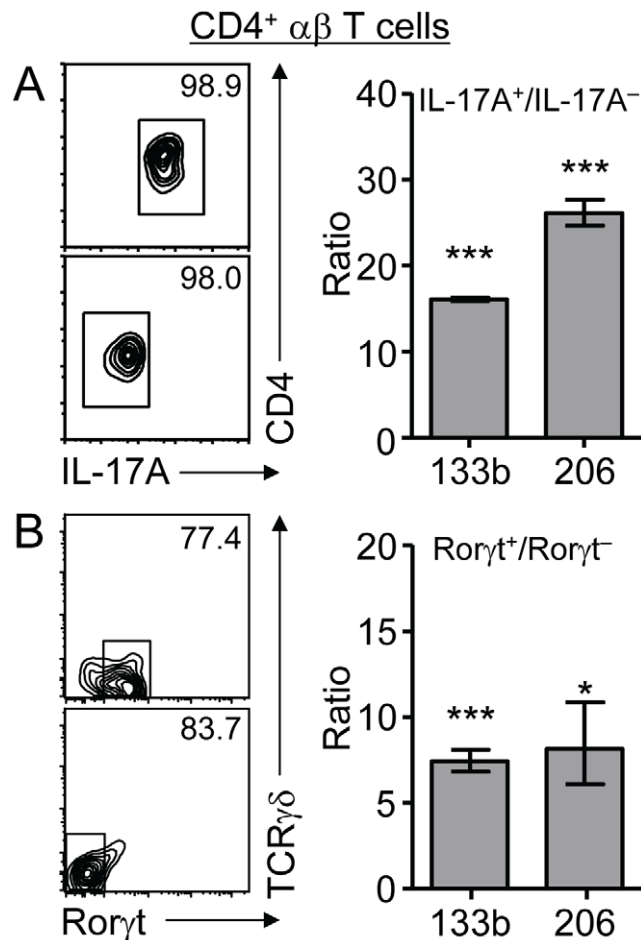 CD4⁺ αβ T cells
A
98.9
98.0
CD4
IL-17A
IL-17A⁺/IL-17A⁻
40
30
20
10
0
Ratio
***
***
133b
206
B
77.4
83.7
TCRγδ
Rorγt
Rorγt⁺/Rorγt⁻
20
15
10
5
0
Ratio
***
*
133b
206